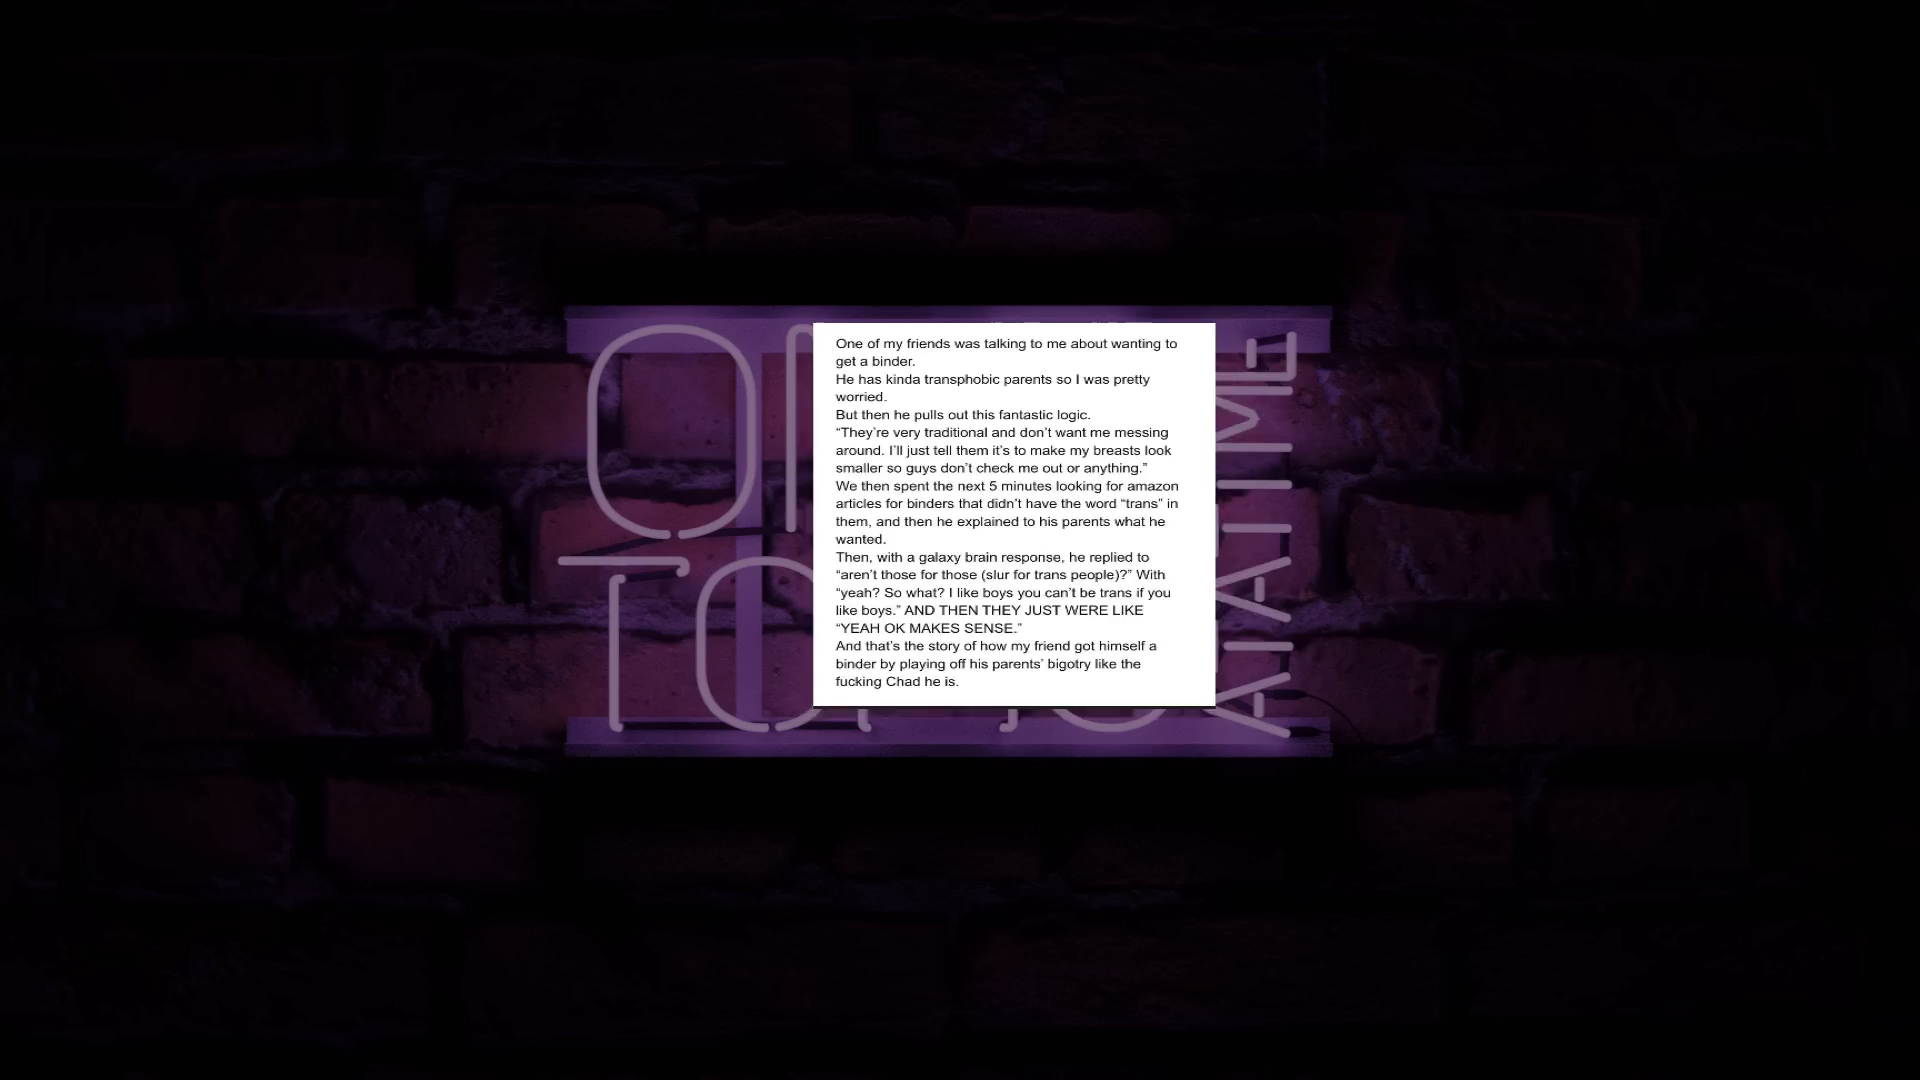 One of my friends was talking to me about wanting to
get a binder.
He has kinda transphobic parents so I was pretty
worried.
But then he pulls out this fantastic logic.
“They’re very traditional and don’t want me messing
around. I’ll just tell them it’s to make my breasts look
smaller so guys don’t check me out or anything.”
We then spent the next 5 minutes looking for amazon
articles for binders that didn’t have the word “trans” in
them, and then he explained to his parents what he
wanted.
Then, with a galaxy brain response, he replied to
“aren’t those for those (slur for trans people)?” With
“yeah? So what? I like boys you can’t be trans if you
like boys.” AND THEN THEY JUST WERE LIKE
“YEAH OK MAKES SENSE.”
And that’s the story of how my friend got himself a
binder by playing off his parents’ bigotry like the
fucking Chad he is.